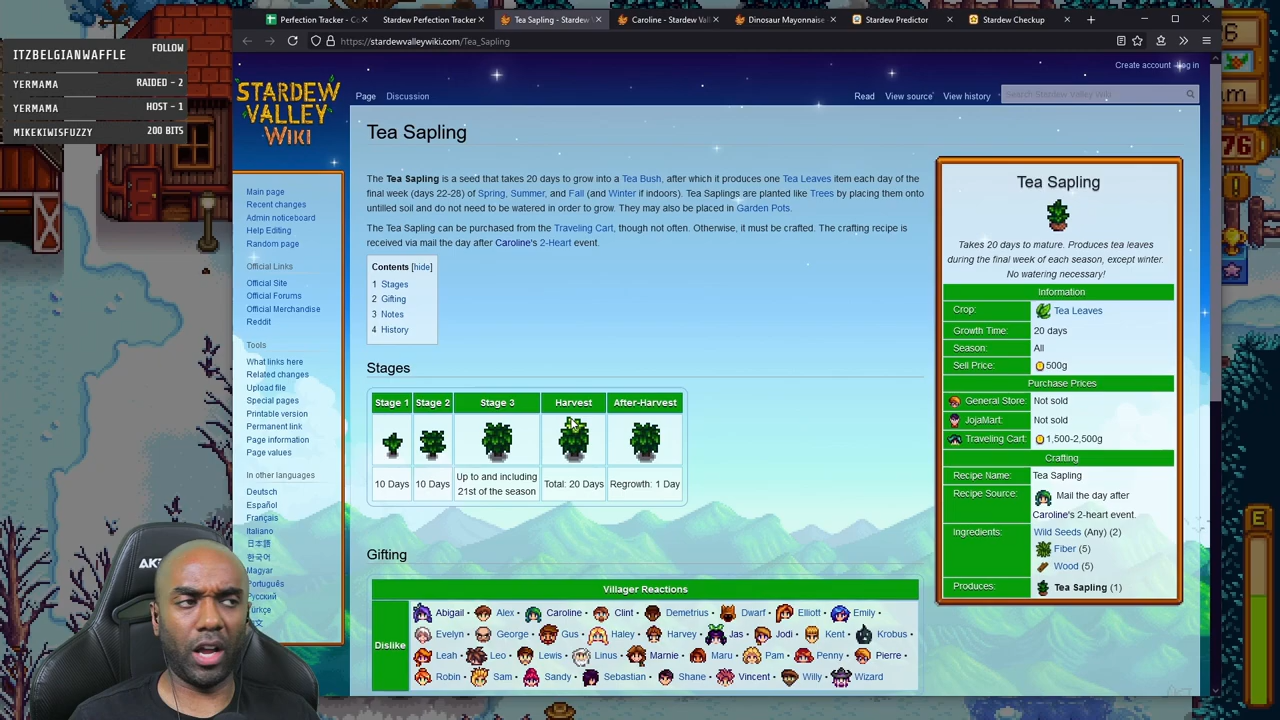 Perfection Tracker - Co
Stardew Perfection Tracker
Tea Sapling - Stardew
Caroline - Stardew Val
Dinosaur Mayonnaise
Stardew Predictor
Stardew Checkup
https://stardewvalleywiki.com/Tea_Sapling
ITZBELGIANWAFFLE FOLLOW
YERMAMA RAIDED - 2
YERMAMA HOST - 1
MIKEKIWISFUZZY 200 BITS
STARDEW
VALLEY
WIKI
Create account Log in
Page Discussion Read View source View history Search Stardew Valley Wiki
Main page
Recent changes
Admin noticeboard
Help Editing
Random page
Official Links
Official Site
Official Forums
Official Merchandise
Reddit
Tools
What links here
Related changes
Upload file
Special pages
Printable version
Permanent link
Page information
Page values
In other languages
Deutsch
Español
Français
Italiano
日本語
한국어
Magyar
Português
Русский
Türkçe
Tea Sapling
The Tea Sapling is a seed that takes 20 days to grow into a Tea Bush, after which it produces one Tea Leaves item each day of the
final week (days 22-28) of Spring, Summer, and Fall (and Winter if indoors). Tea Saplings are planted like Trees by placing them onto
untilled soil and do not need to be watered in order to grow. They may also be placed in Garden Pots.
The Tea Sapling can be purchased from the Traveling Cart, though not often. Otherwise, it must be crafted. The crafting recipe is
received via mail the day after Caroline's 2-Heart event.
Contents [hide]
1 Stages
2 Gifting
3 Notes
4 History
Stages
Stage 1 Stage 2 Stage 3 Harvest After-Harvest
10 Days 10 Days Up to and including 21st of the season Total: 20 Days Regrowth: 1 Day
Gifting
Villager Reactions
Dislike
Abigail • Alex • Caroline • Clint • Demetrius • Dwarf • Elliott • Emily •
Evelyn • George • Gus • Haley • Harvey • Jas • Jodi • Kent • Krobus •
Leah • Leo • Lewis • Linus • Marnie • Maru • Pam • Penny • Pierre •
Robin • Sam • Sandy • Sebastian • Shane • Vincent • Willy • Wizard
Tea Sapling
Takes 20 days to mature. Produces tea leaves
during the final week of each season, except winter.
No watering necessary!
Information
Crop: Tea Leaves
Growth Time: 20 days
Season: All
Sell Price: 500g
Purchase Prices
General Store: Not sold
JojaMart: Not sold
Traveling Cart: 1,500-2,500g
Crafting
Recipe Name: Tea Sapling
Recipe Source: Mail the day after
Caroline's 2-heart event.
Ingredients: Wild Seeds (Any) (2)
Fiber (5)
Wood (5)
Produces: Tea Sapling (1)
E